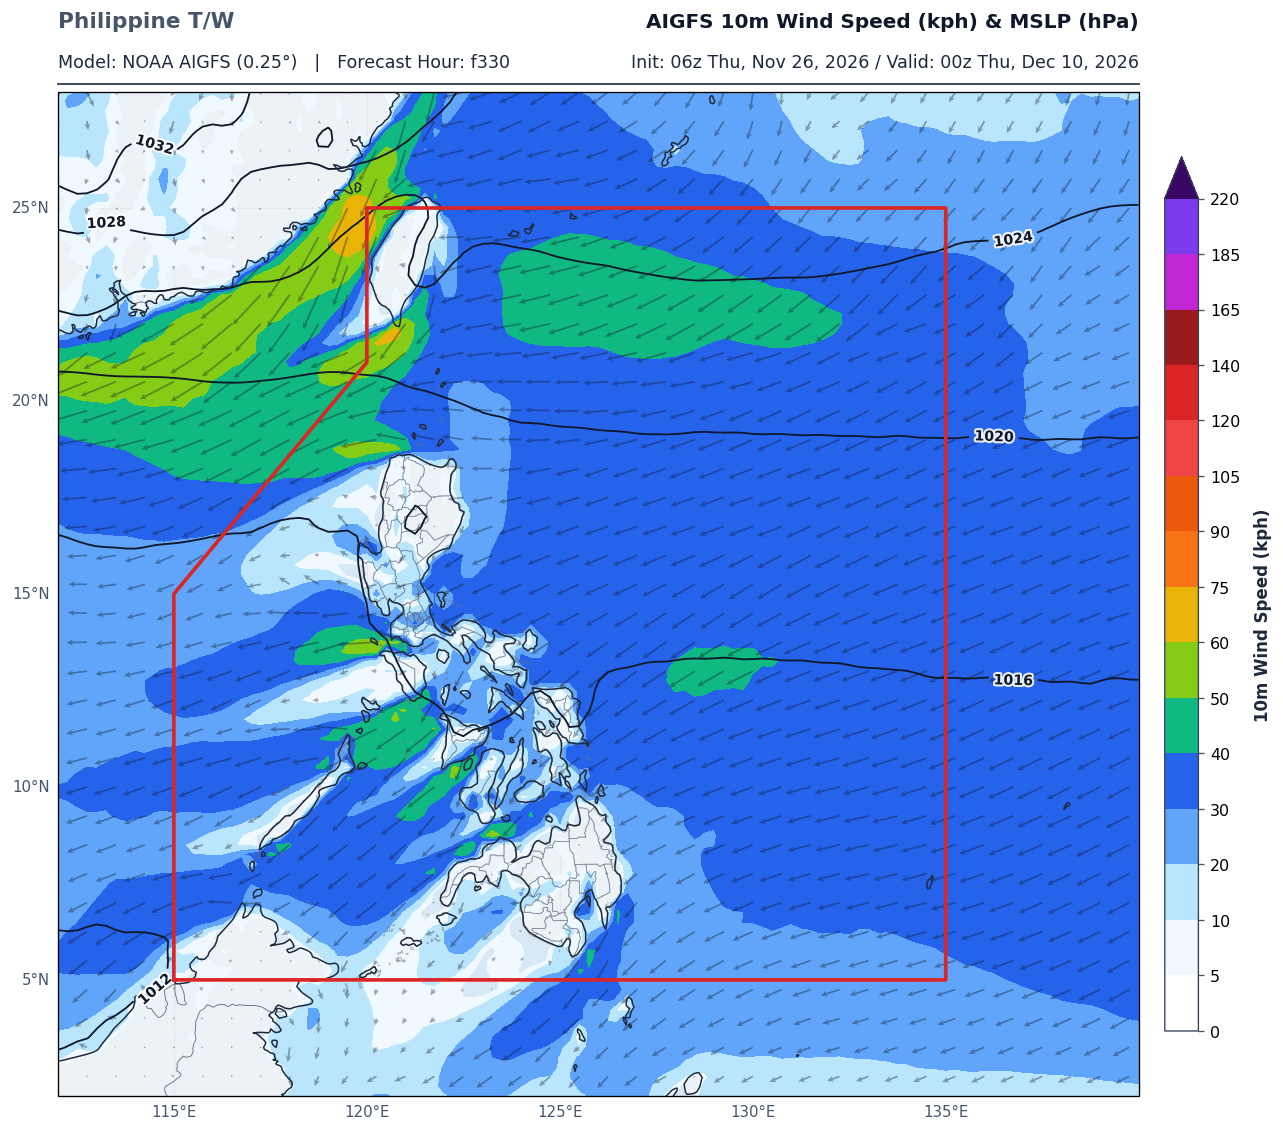 Philippine T/W
AIGFS 10m Wind Speed (kph) & MSLP (hPa)
Model: NOAA AIGFS (0.25°) | Forecast Hour: f330
Init: 06z Thu, Nov 26, 2026 / Valid: 00z Thu, Dec 10, 2026
1032
1028
1024
1020
1016
1012
25°N
20°N
15°N
10°N
5°N
115°E
120°E
125°E
130°E
135°E
220
185
165
140
120
105
90
75
60
50
40
30
20
10
5
0
10m Wind Speed (kph)